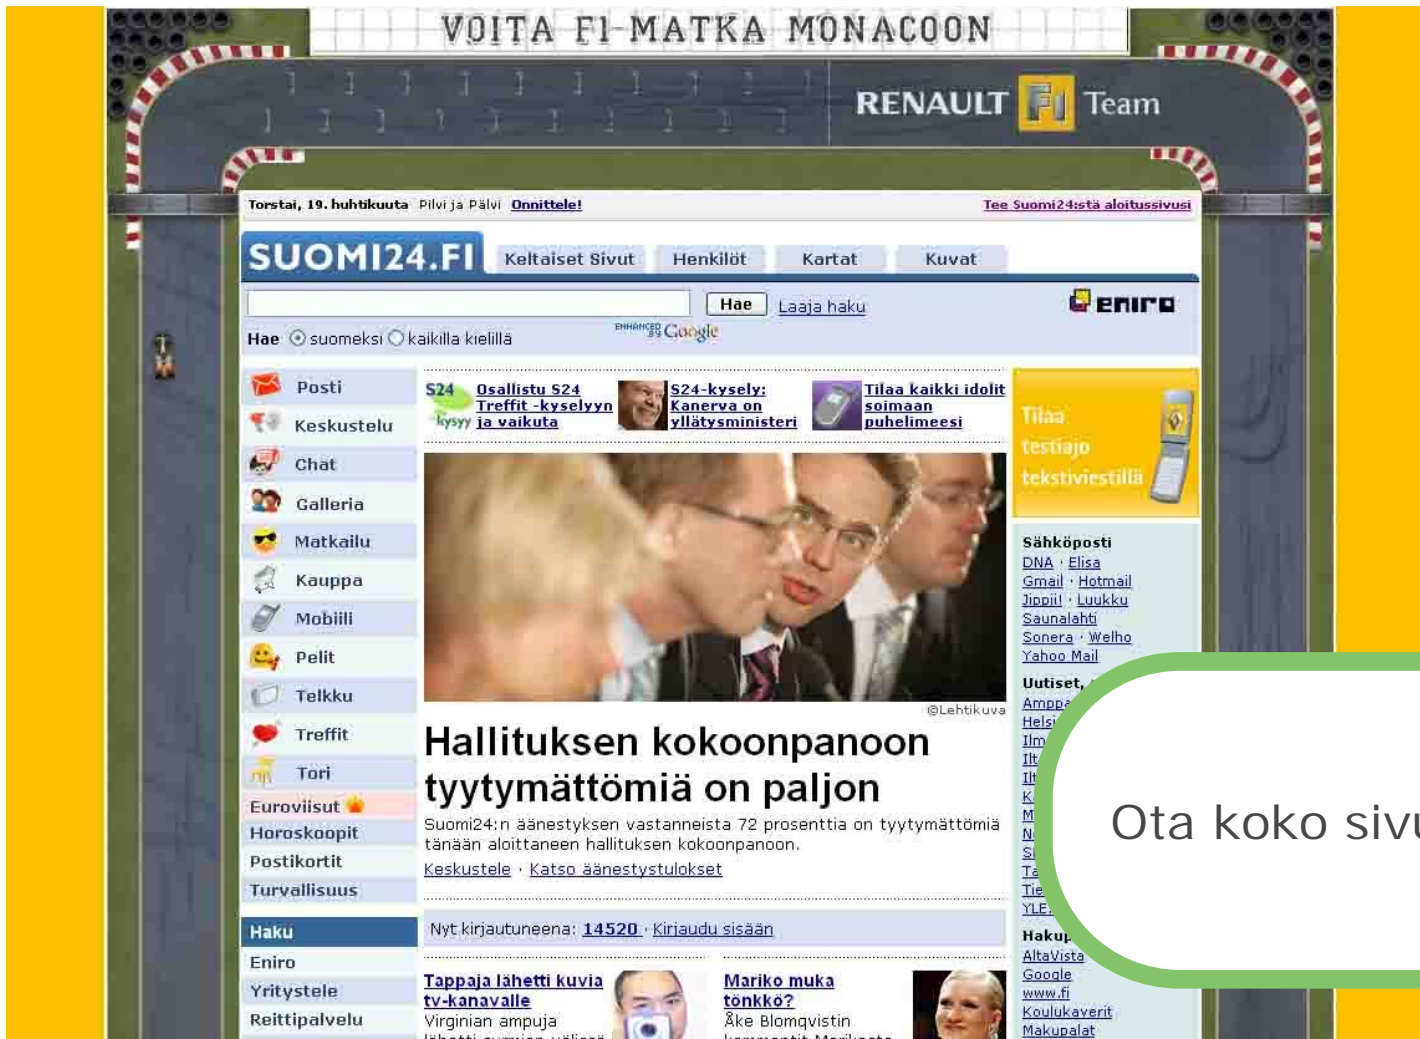 VOITA F1-MATKA MONACOON
RENAULT F1 Team
Torstai, 19. huhtikuuta Pilvi ja Pälvi Onnittele!
Tee Suomi24:stä aloitussivusi
SUOMI24.FI
Keltaiset Sivut
Henkilöt
Kartat
Kuvat
Hae
Laaja haku
eniro
Hae suomeksi kaikilla kielillä
ENHANCED BY Google
Posti
Keskustelu
Chat
Galleria
Matkailu
Kauppa
Mobiili
Pelit
Telkku
Treffit
Tori
Euroviisut
Horoskoopit
Postikortit
Turvallisuus
Haku
Eniro
Yritystele
Reittipalvelu
S24
kysyy
Osallistu S24
Treffit -kyselyyn
ja vaikuta
S24-kysely:
Kanerva on
yllätysministeri
Tilaa kaikki idolit
soimaan
puhelimeesi
©Lehtikuva
Hallituksen kokoonpanoon
tyytymättömiä on paljon
Suomi24:n äänestyksen vastanneista 72 prosenttia on tyytymättömiä
tänään aloittaneen hallituksen kokoonpanoon.
Keskustele · Katso äänestystulokset
Nyt kirjautuneena: 14520 · Kirjaudu sisään
Tappaja lähetti kuvia
tv-kanavalle
Virginian ampuja
Mariko muka
tönkkö?
Åke Blomqvistin
Tilaa
testiajo
tekstiviestillä
Sähköposti
DNA · Elisa
Gmail · Hotmail
Jippii! · Luukku
Saunalahti
Sonera · Welho
Yahoo Mail
Uutiset,
YLE
AltaVista
Google
www.fi
Koulukaverit
Makupalat
Ota koko